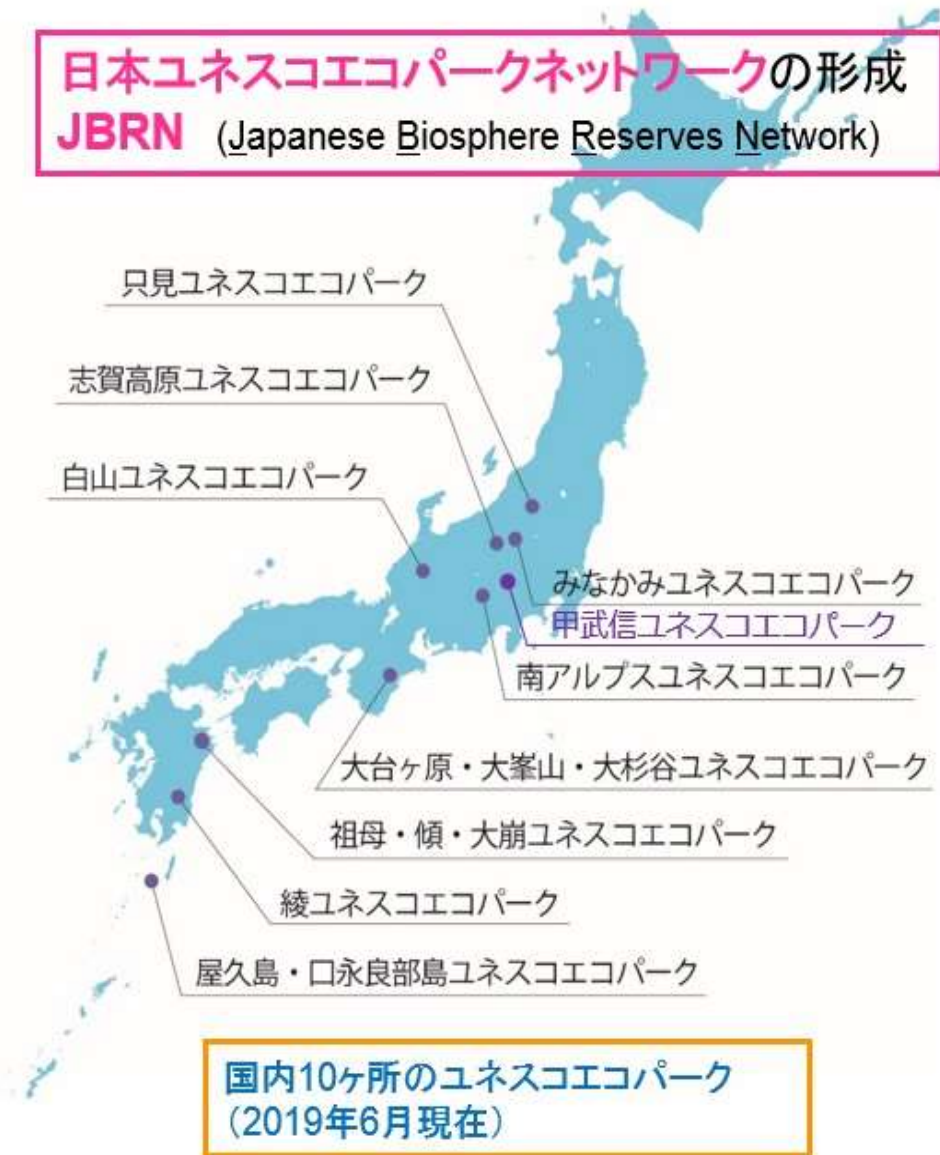 日本ユネスコエコパークネットワークの形成
JBRN (Japanese Biosphere Reserves Network)
只見ユネスコエコパーク
志賀高原ユネスコエコパーク
白山ユネスコエコパーク
みなかみユネスコエコパーク
甲武信ユネスコエコパーク
南アルプスユネスコエコパーク
大台ヶ原・大峯山・大杉谷ユネスコエコパーク
祖母・傾・大崩ユネスコエコパーク
綾ユネスコエコパーク
屋久島・口永良部島ユネスコエコパーク
国内10ヶ所のユネスコエコパーク
（2019年6月現在）